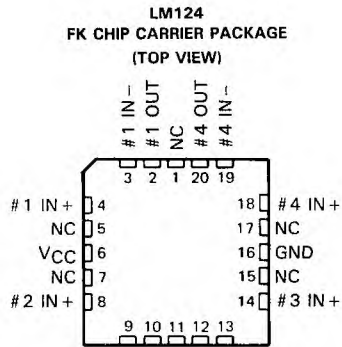 LM124
FK CHIP CARRIER PACKAGE
(TOP VIEW)
#1 IN−
#1 OUT
NC
#4 OUT
#4 IN−
3 2 1 20 19
#1 IN+ 4
NC 5
VCC 6
NC 7
#2 IN+ 8
18 #4 IN+
17 NC
16 GND
15 NC
14 #3 IN+
9 10 11 12 13